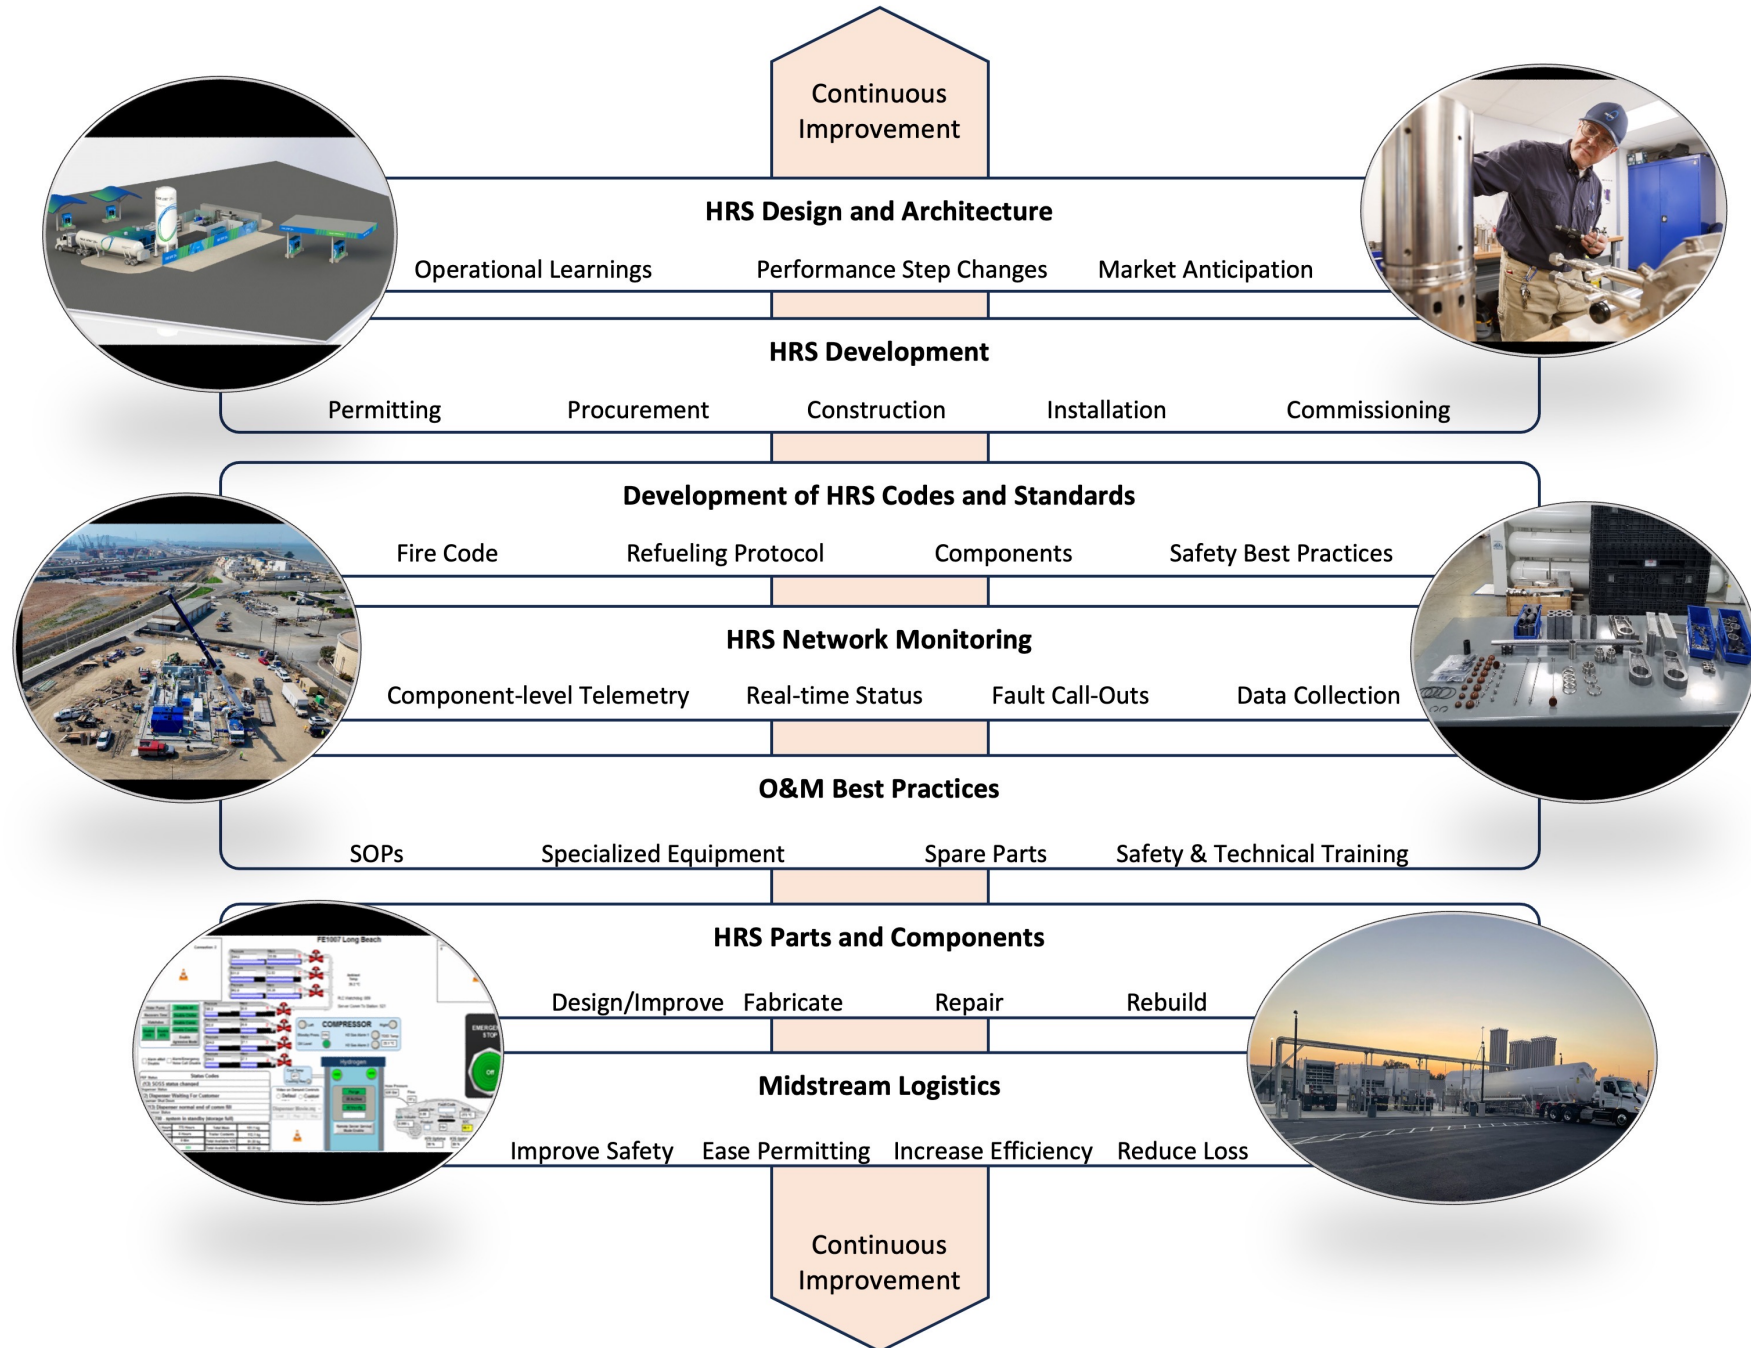 Continuous
Improvement
HRS Design and Architecture
Operational Learnings Performance Step Changes Market Anticipation
HRS Development
Permitting Procurement Construction Installation Commissioning
Development of HRS Codes and Standards
Fire Code Refueling Protocol Components Safety Best Practices
HRS Network Monitoring
Component-level Telemetry Real-time Status Fault Call-Outs Data Collection
O&M Best Practices
SOPs Specialized Equipment Spare Parts Safety & Technical Training
HRS Parts and Components
Design/Improve Fabricate Repair Rebuild
Midstream Logistics
Improve Safety Ease Permitting Increase Efficiency Reduce Loss
Continuous
Improvement
FE1007 Long Beach
COMPRESSOR
STOP
Off
Hydrogen
Status Codes